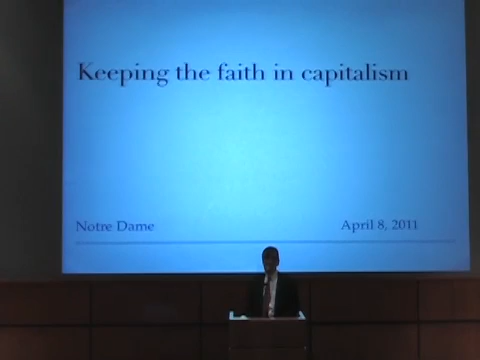 Keeping the faith in capitalism
Notre Dame
April 8, 2011